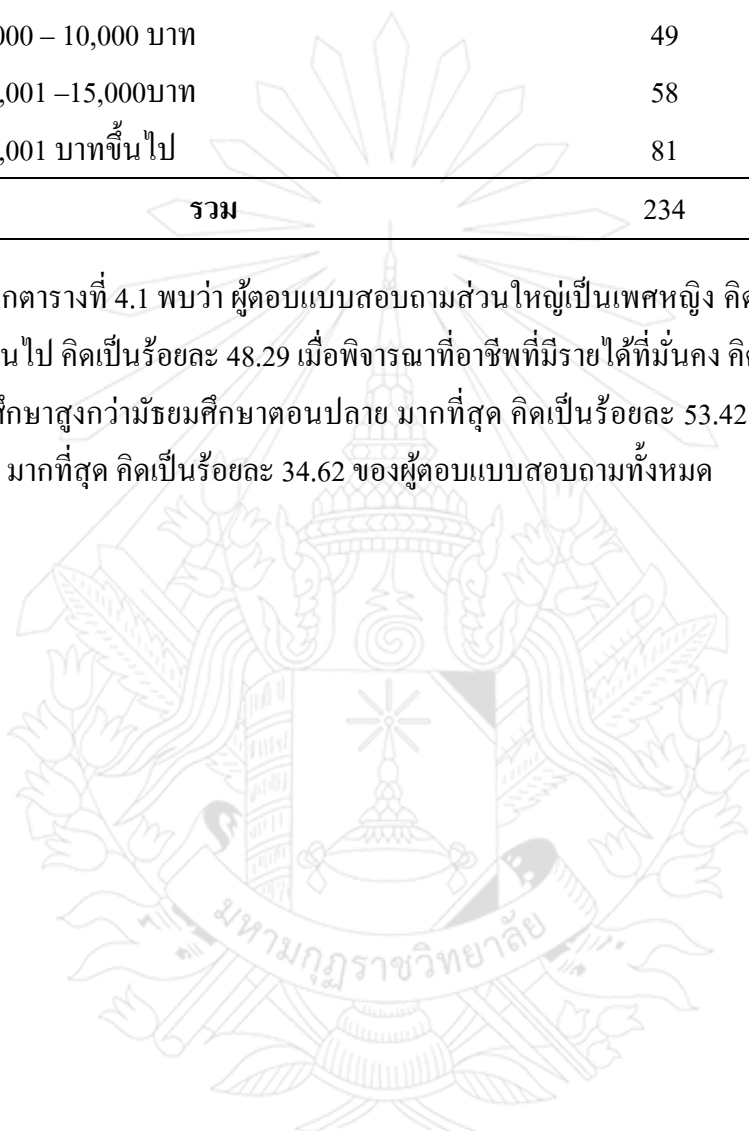 000 – 10,000 บาท 49
,001 –15,000บาท 58
,001 บาทขึ้นไป 81
รวม 234
กตารางที่ 4.1 พบว่า ผู้ตอบแบบสอบถามส่วนใหญ่เป็นเพศหญิง คิด
นไป คิดเป็นร้อยละ 48.29 เมื่อพิจารณาที่อาชีพที่มีรายได้ที่มั่นคง คิด
ศึกษาสูงกว่ามัธยมศึกษาตอนปลาย มากที่สุด คิดเป็นร้อยละ 53.42
มากที่สุด คิดเป็นร้อยละ 34.62 ของผู้ตอบแบบสอบถามทั้งหมด
มหามกุฏราชวิทยาลัย